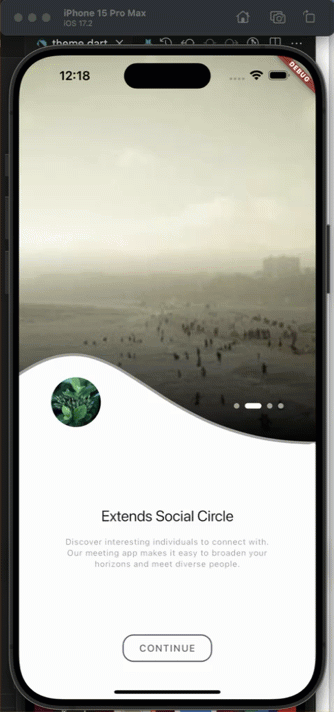 iPhone 15 Pro Max
iOS 17.2
theme.dart
12:18
DEBUG
Extends Social Circle
Discover interesting individuals to connect with.
Our meeting app makes it easy to broaden your
horizons and meet diverse people.
CONTINUE